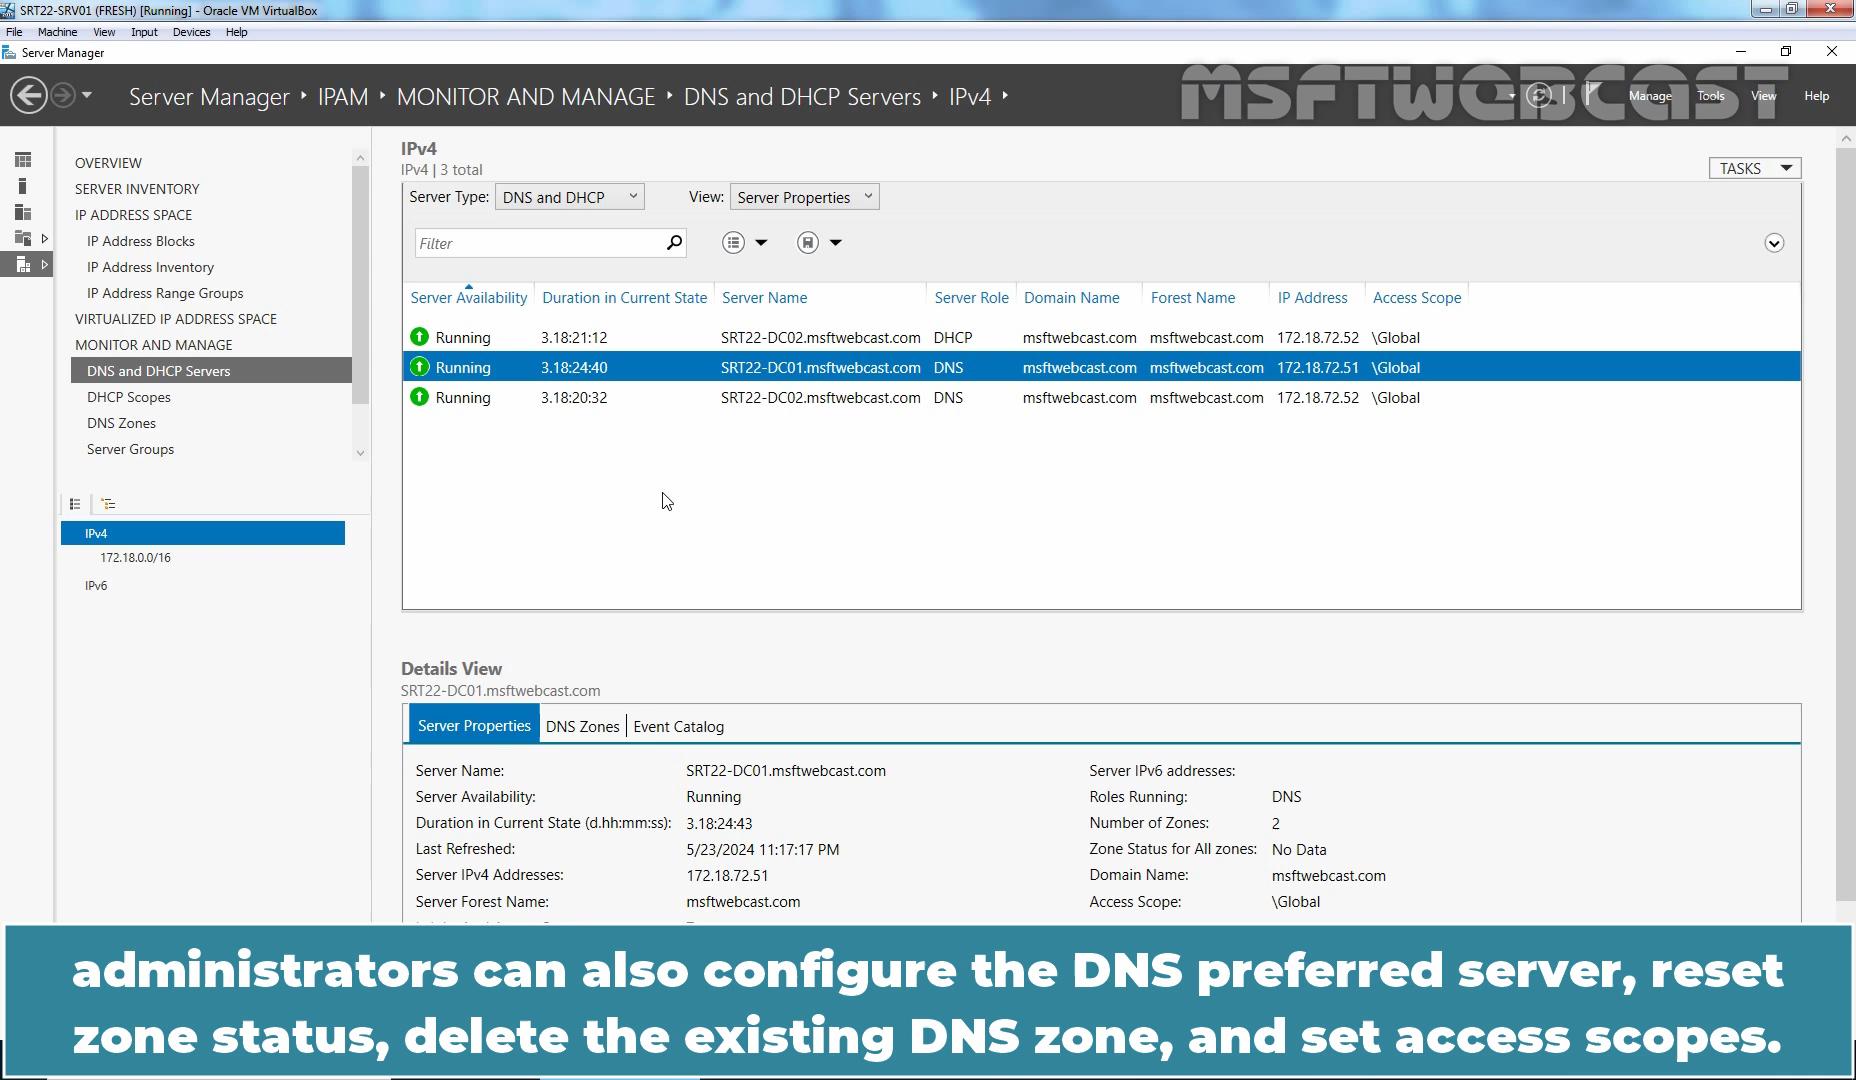 SRT22-SRV01 (FRESH) [Running] - Oracle VM VirtualBox
File Machine View Input Devices Help
Server Manager
Server Manager IPAM MONITOR AND MANAGE DNS and DHCP Servers IPv4
MSFTWEBCAST
Manage Tools View Help
OVERVIEW
SERVER INVENTORY
IP ADDRESS SPACE
IP Address Blocks
IP Address Inventory
IP Address Range Groups
VIRTUALIZED IP ADDRESS SPACE
MONITOR AND MANAGE
DNS and DHCP Servers
DHCP Scopes
DNS Zones
Server Groups
IPv4
172.18.0.0/16
IPv6
IPv4
IPv4 | 3 total
TASKS
Server Type: DNS and DHCP View: Server Properties
Filter
Server Availability Duration in Current State Server Name Server Role Domain Name Forest Name IP Address Access Scope
Running 3.18:21:12 SRT22-DC02.msftwebcast.com DHCP msftwebcast.com msftwebcast.com 172.18.72.52 \Global
Running 3.18:24:40 SRT22-DC01.msftwebcast.com DNS msftwebcast.com msftwebcast.com 172.18.72.51 \Global
Running 3.18:20:32 SRT22-DC02.msftwebcast.com DNS msftwebcast.com msftwebcast.com 172.18.72.52 \Global
Details View
SRT22-DC01.msftwebcast.com
Server Properties DNS Zones Event Catalog
Server Name: SRT22-DC01.msftwebcast.com Server IPv6 addresses:
Server Availability: Running Roles Running: DNS
Duration in Current State (d.hh:mm:ss): 3.18:24:43 Number of Zones: 2
Last Refreshed: 5/23/2024 11:17:17 PM Zone Status for All zones: No Data
Server IPv4 Addresses: 172.18.72.51 Domain Name: msftwebcast.com
Server Forest Name: msftwebcast.com Access Scope: \Global
administrators can also configure the DNS preferred server, reset
zone status, delete the existing DNS zone, and set access scopes.